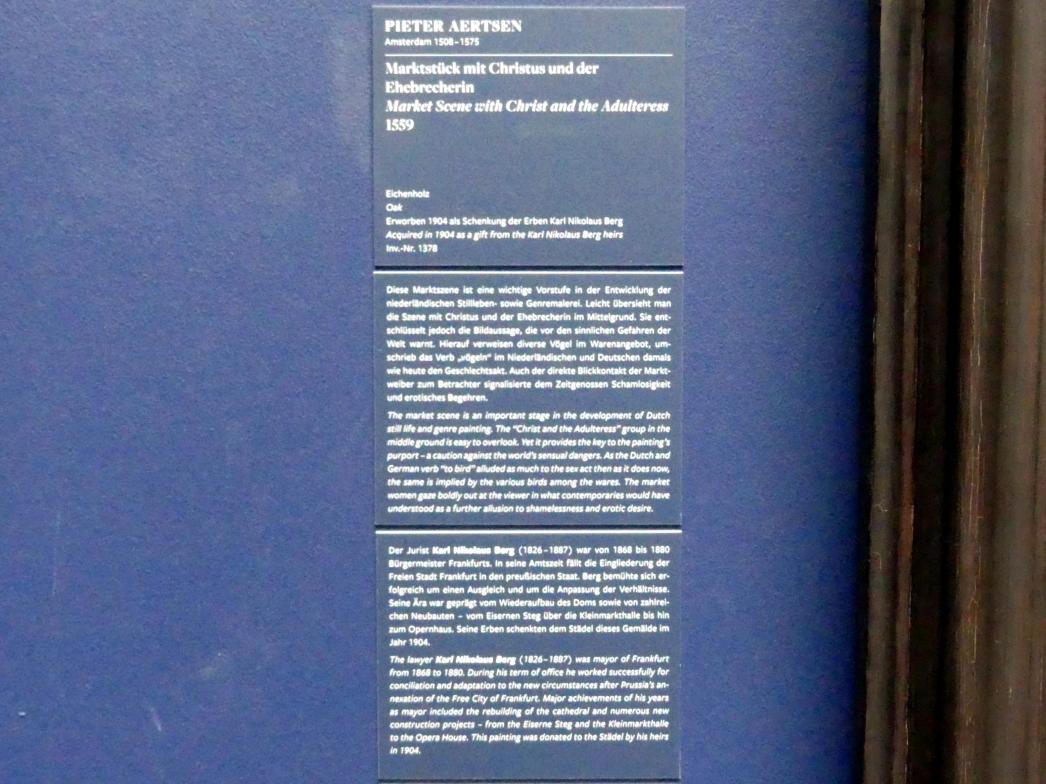 PIETER AERTSEN
Amsterdam 1508–1575
Marktstück mit Christus und der
Ehebrecherin
Market Scene with Christ and the Adulteress
1559
Eichenholz
Oak
Erworben 1904 als Schenkung der Erben Karl Nikolaus Berg
Acquired in 1904 as a gift from the Karl Nikolaus Berg heirs
Inv.-Nr. 1378
Diese Marktszene ist eine wichtige Vorstufe in der Entwicklung der
niederländischen Stillleben- sowie Genremalerei. Leicht übersieht man
die Szene mit Christus und der Ehebrecherin im Mittelgrund. Sie ent-
schlüsselt jedoch die Bildaussage, die vor den sinnlichen Gefahren der
Welt warnt. Hierauf verweisen diverse Vögel im Warenangebot, um-
schrieb das Verb „vögeln“ im Niederländischen und Deutschen damals
wie heute den Geschlechtsakt. Auch der direkte Blickkontakt der Markt-
weiber zum Betrachter signalisierte dem Zeitgenossen Schamlosigkeit
und erotisches Begehren.
The market scene is an important stage in the development of Dutch
still life and genre painting. The “Christ and the Adulteress” group in the
middle ground is easy to overlook. Yet it provides the key to the painting’s
purport – a caution against the world’s sensual dangers. As the Dutch and
German verb “to bird” alluded as much to the sex act then as it does now,
the same is implied by the various birds among the wares. The market
women gaze boldly out at the viewer in what contemporaries would have
understood as a further allusion to shamelessness and erotic desire.
Der Jurist Karl Nikolaus Berg (1826–1887) war von 1868 bis 1880
Bürgermeister Frankfurts. In seine Amtszeit fällt die Eingliederung der
Freien Stadt Frankfurt in den preußischen Staat. Berg bemühte sich er-
folgreich um einen Ausgleich und um die Anpassung der Verhältnisse.
Seine Ära war geprägt vom Wiederaufbau des Doms sowie von zahlrei-
chen Neubauten – vom Eisernen Steg über die Kleinmarkthalle bis hin
zum Opernhaus. Seine Erben schenkten dem Städel dieses Gemälde im
Jahr 1904.
The lawyer Karl Nikolaus Berg (1826–1887) was mayor of Frankfurt
from 1868 to 1880. During his term of office he worked successfully for
conciliation and adaptation to the new circumstances after Prussia’s an-
nexation of the Free City of Frankfurt. Major achievements of his years
as mayor included the rebuilding of the cathedral and numerous new
construction projects – from the Eiserne Steg and the Kleinmarkthalle
to the Opera House. This painting was donated to the Städel by his heirs
in 1904.